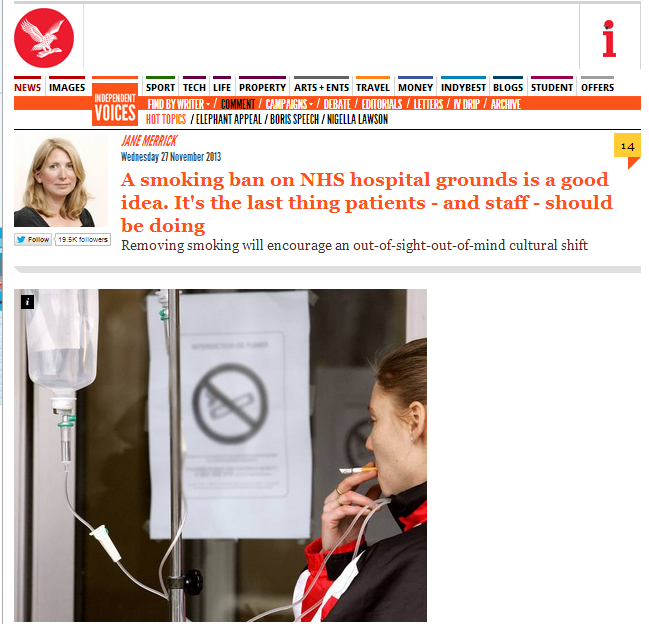 i
NEWS IMAGES INDEPENDENT VOICES SPORT TECH LIFE PROPERTY ARTS + ENTS TRAVEL MONEY INDYBEST BLOGS STUDENT OFFERS
FIND BY WRITER / COMMENT / CAMPAIGNS / DEBATE / EDITORIALS / LETTERS / IV DRIP / ARCHIVE
HOT TOPICS / ELEPHANT APPEAL / BORIS SPEECH / NIGELLA LAWSON
JANE MERRICK
14
Wednesday 27 November 2013
A smoking ban on NHS hospital grounds is a good
idea. It's the last thing patients - and staff - should
be doing
Follow 19.5K followers
Removing smoking will encourage an out-of-sight-out-of-mind cultural shift
i
INTERDICTION DE FUMER